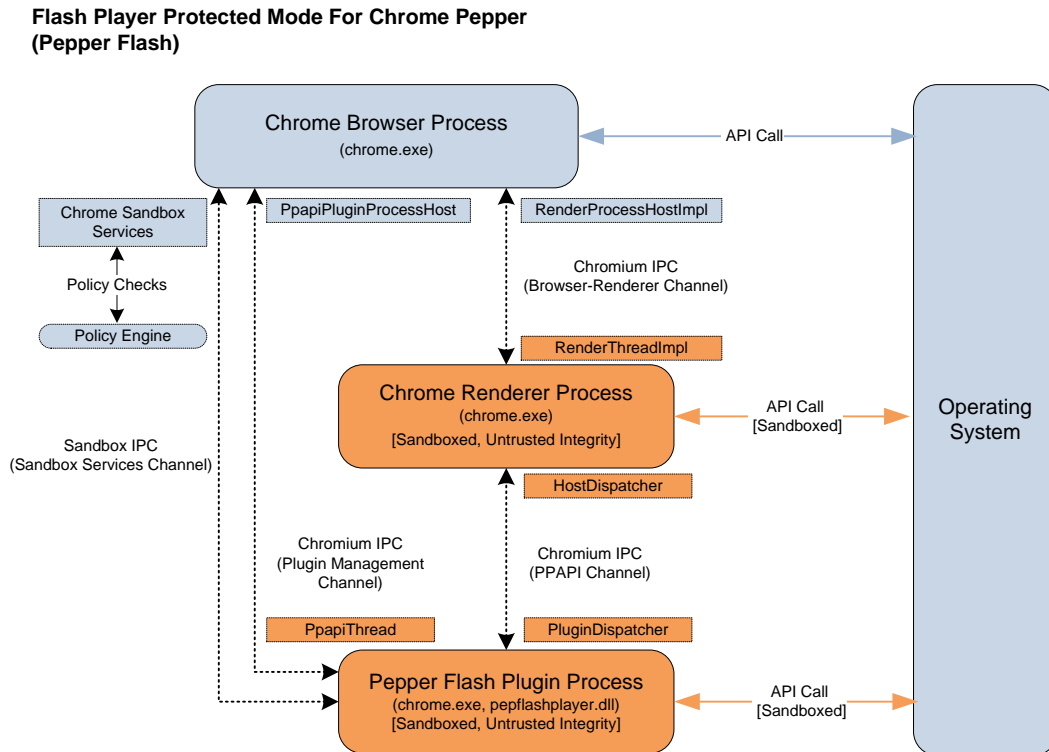 Flash Player Protected Mode For Chrome Pepper
(Pepper Flash)
Chrome Browser Process
(chrome.exe)
API Call
Chrome Sandbox
Services
PpapiPluginProcessHost
RenderProcessHostImpl
Policy Checks
Policy Engine
Chromium IPC
(Browser-Renderer Channel)
RenderThreadImpl
Chrome Renderer Process
(chrome.exe)
[Sandboxed, Untrusted Integrity]
API Call
[Sandboxed]
Operating
System
Sandbox IPC
(Sandbox Services Channel)
HostDispatcher
Chromium IPC
(Plugin Management
Channel)
Chromium IPC
(PPAPI Channel)
PpapiThread
PluginDispatcher
Pepper Flash Plugin Process
(chrome.exe, pepflashplayer.dll)
[Sandboxed, Untrusted Integrity]
API Call
[Sandboxed]